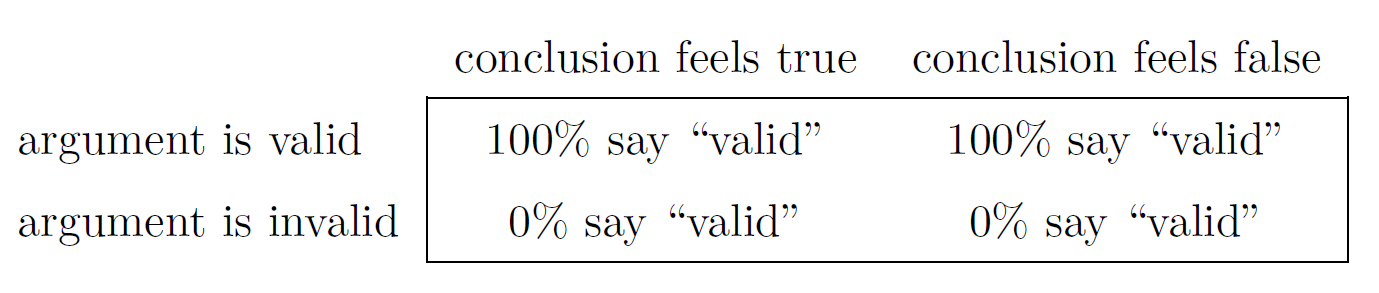 conclusion feels true conclusion feels false
argument is valid 100% say “valid” 100% say “valid”
argument is invalid 0% say “valid” 0% say “valid”